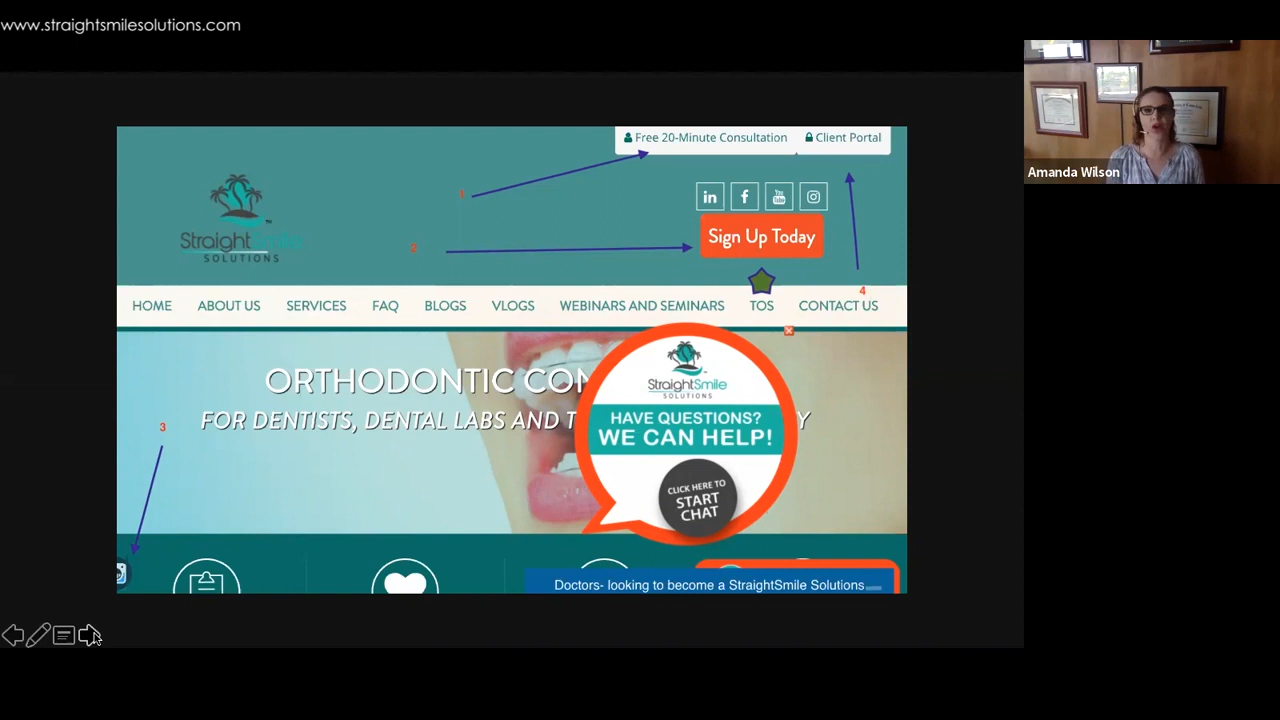 www.straightsmilesolutions.com
Free 20-Minute Consultation
Client Portal
1
2
Sign Up Today
StraightSmile
SOLUTIONS
4
HOME ABOUT US SERVICES FAQ BLOGS VLOGS WEBINARS AND SEMINARS TOS CONTACT US
ORTHODONTIC CON
FOR DENTISTS, DENTAL LABS AND T Y
3
StraightSmile
SOLUTIONS
HAVE QUESTIONS?
WE CAN HELP!
CLICK HERE TO
START
CHAT
Doctors- looking to become a StraightSmile Solutions
Amanda Wilson